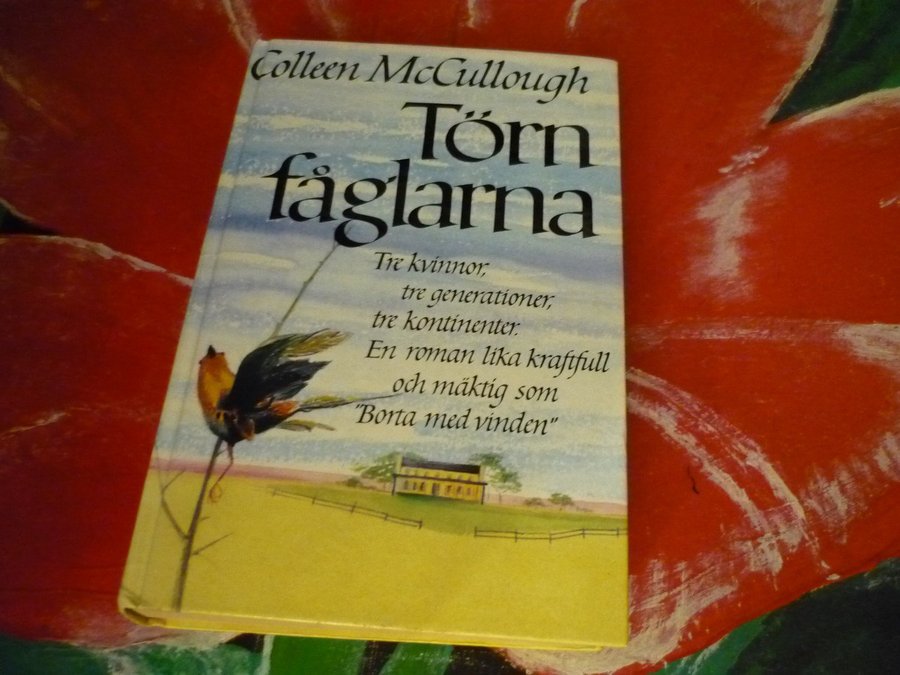 Colleen McCullough
Törn
fåglarna
Tre kvinnor,
tre generationer,
tre kontinenter.
En roman lika kraftfull
och mäktig som
"Borta med vinden"